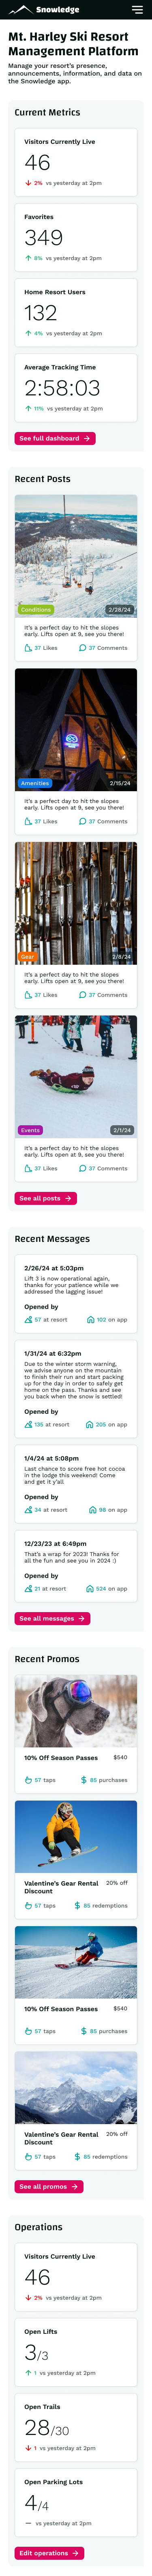 Snowledge
Mt. Harley Ski Resort
Management Platform
Manage your resort's presence,
announcements, information, and data on
the Snowledge app.
Current Metrics
Visitors Currently Live
46
2% vs yesterday at 2pm
Favorites
349
8% vs yesterday at 2pm
Home Resort Users
132
4% vs yesterday at 2pm
Average Tracking Time
2:58:03
11% vs yesterday at 2pm
See full dashboard
Recent Posts
Conditions 2/28/24
It's a perfect day to hit the slopes
early. Lifts open at 9, see you there!
37 Likes 37 Comments
Amenities 2/15/24
It's a perfect day to hit the slopes
early. Lifts open at 9, see you there!
37 Likes 37 Comments
Gear 2/8/24
It's a perfect day to hit the slopes
early. Lifts open at 9, see you there!
37 Likes 37 Comments
Events 2/1/24
It's a perfect day to hit the slopes
early. Lifts open at 9, see you there!
37 Likes 37 Comments
See all posts
Recent Messages
2/26/24 at 5:03pm
Lift 3 is now operational again,
thanks for your patience while we
addressed the lagging issue!
Opened by
57 at resort 102 on app
1/31/24 at 6:32pm
Due to the winter storm warning,
we advise anyone on the mountain
to finish their run and start packing
up for the day in order to safely get
home on the pass. Thanks and see
you back when the snow is settled!
Opened by
135 at resort 205 on app
1/4/24 at 5:08pm
Last chance to score free hot cocoa
in the lodge this weekend! Come
and get it y'all
Opened by
34 at resort 98 on app
12/23/23 at 6:49pm
That's a wrap for 2023! Thanks for
all the fun and see you in 2024 :)
Opened by
21 at resort 524 on app
See all messages
Recent Promos
10% Off Season Passes $540
57 taps 85 purchases
Valentine's Gear Rental 20% off
Discount
57 taps 85 redemptions
10% Off Season Passes $540
57 taps 85 purchases
Valentine's Gear Rental 20% off
Discount
57 taps 85 redemptions
See all promos
Operations
Visitors Currently Live
46
2% vs yesterday at 2pm
Open Lifts
3/3
1 vs yesterday at 2pm
Open Trails
28/30
1 vs yesterday at 2pm
Open Parking Lots
4/4
vs yesterday at 2pm
Edit operations